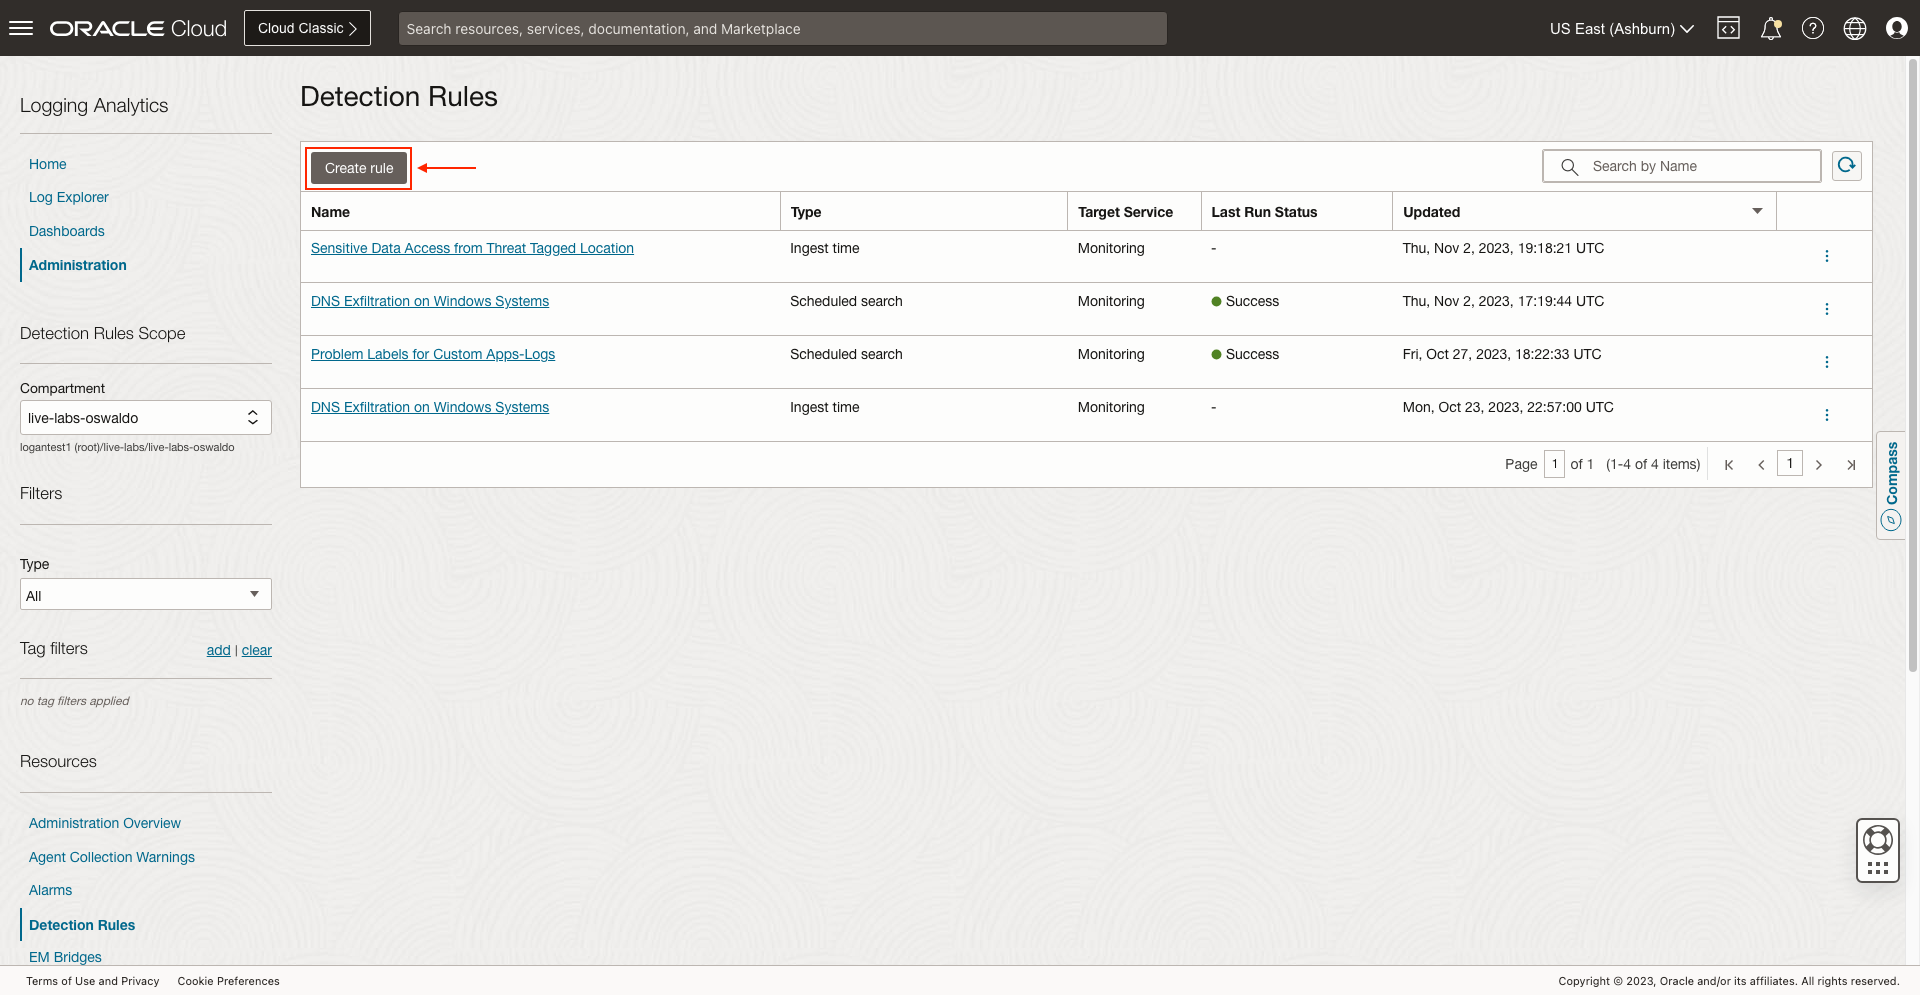 ORACLE Cloud
Cloud Classic
Search resources, services, documentation, and Marketplace
US East (Ashburn)
Logging Analytics
Home
Log Explorer
Dashboards
Administration
Detection Rules Scope
Compartment
live-labs-oswaldo
logantest1 (root)/live-labs/live-labs-oswaldo
Filters
Type
All
Tag filters
add | clear
no tag filters applied
Resources
Administration Overview
Agent Collection Warnings
Alarms
Detection Rules
EM Bridges
Detection Rules
Create rule
Search by Name
Name Type Target Service Last Run Status Updated
Sensitive Data Access from Threat Tagged Location Ingest time Monitoring - Thu, Nov 2, 2023, 19:18:21 UTC
DNS Exfiltration on Windows Systems Scheduled search Monitoring Success Thu, Nov 2, 2023, 17:19:44 UTC
Problem Labels for Custom Apps-Logs Scheduled search Monitoring Success Fri, Oct 27, 2023, 18:22:33 UTC
DNS Exfiltration on Windows Systems Ingest time Monitoring - Mon, Oct 23, 2023, 22:57:00 UTC
Page 1 of 1 (1-4 of 4 items) 1
Compass
Terms of Use and Privacy Cookie Preferences
Copyright © 2023, Oracle and/or its affiliates. All rights reserved.